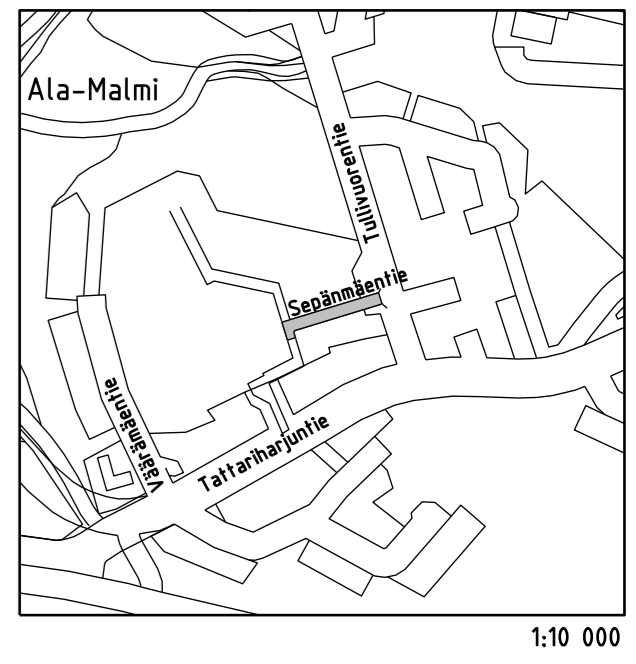 Ala-Malmi
Tullivuorentie
Sepänmäentie
Väärämäentie
Tattariharjuntie
1:10 000